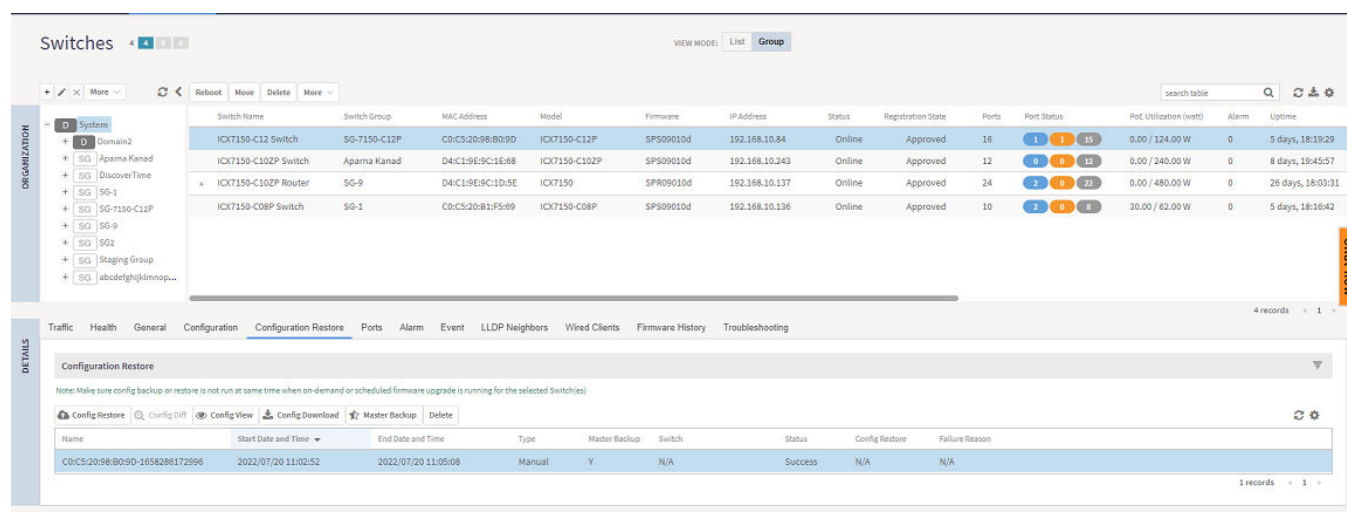 Switches 4 4 0 0
VIEW MODE: List Group
More
Reboot Move Delete More
search table
ORGANIZATION
D System
D Domain2
SG Aparna Kanad
SG DiscoverTime
SG SG-1
SG SG-7150-C12P
SG SG-9
SG SG2
SG Staging Group
SG abcdefghijklmnop...
Switch Name Switch Group MAC Address Model Firmware IP Address Status Registration State Ports Port Status PoE Utilization (watt) Alarm Uptime
ICX7150-C12 Switch SG-7150-C12P C0:C5:20:98:B0:9D ICX7150-C12P SPS09010d 192.168.10.84 Online Approved 16 1 1 15 0.00 / 124.00 W 0 5 days, 18:19:29
ICX7150-C10ZP Switch Aparna Kanad D4:C1:9E:9C:1E:68 ICX7150-C10ZP SPS09010d 192.168.10.243 Online Approved 12 0 0 12 0.00 / 240.00 W 0 8 days, 19:45:57
» ICX7150-C10ZP Router SG-9 D4:C1:9E:9C:1D:5E ICX7150 SPR09010d 192.168.10.137 Online Approved 24 2 0 22 0.00 / 480.00 W 0 26 days, 18:03:31
ICX7150-C08P Switch SG-1 C0:C5:20:B1:F5:69 ICX7150-C08P SPS09010d 192.168.10.136 Online Approved 10 2 0 8 30.00 / 62.00 W 0 5 days, 18:16:42
4 records « 1 »
DETAILS
Traffic Health General Configuration Configuration Restore Ports Alarm Event LLDP Neighbors Wired Clients Firmware History Troubleshooting
Configuration Restore
Note: Make sure config backup or restore is not run at same time when on-demand or scheduled firmware upgrade is running for the selected Switch(es)
Config Restore Config Diff Config View Config Download Master Backup Delete
Name Start Date and Time End Date and Time Type Master Backup Switch Status Config Restore Failure Reason
C0:C5:20:98:B0:9D-1658286172996 2022/07/20 11:02:52 2022/07/20 11:05:08 Manual Y N/A Success N/A N/A
1 records « 1 »